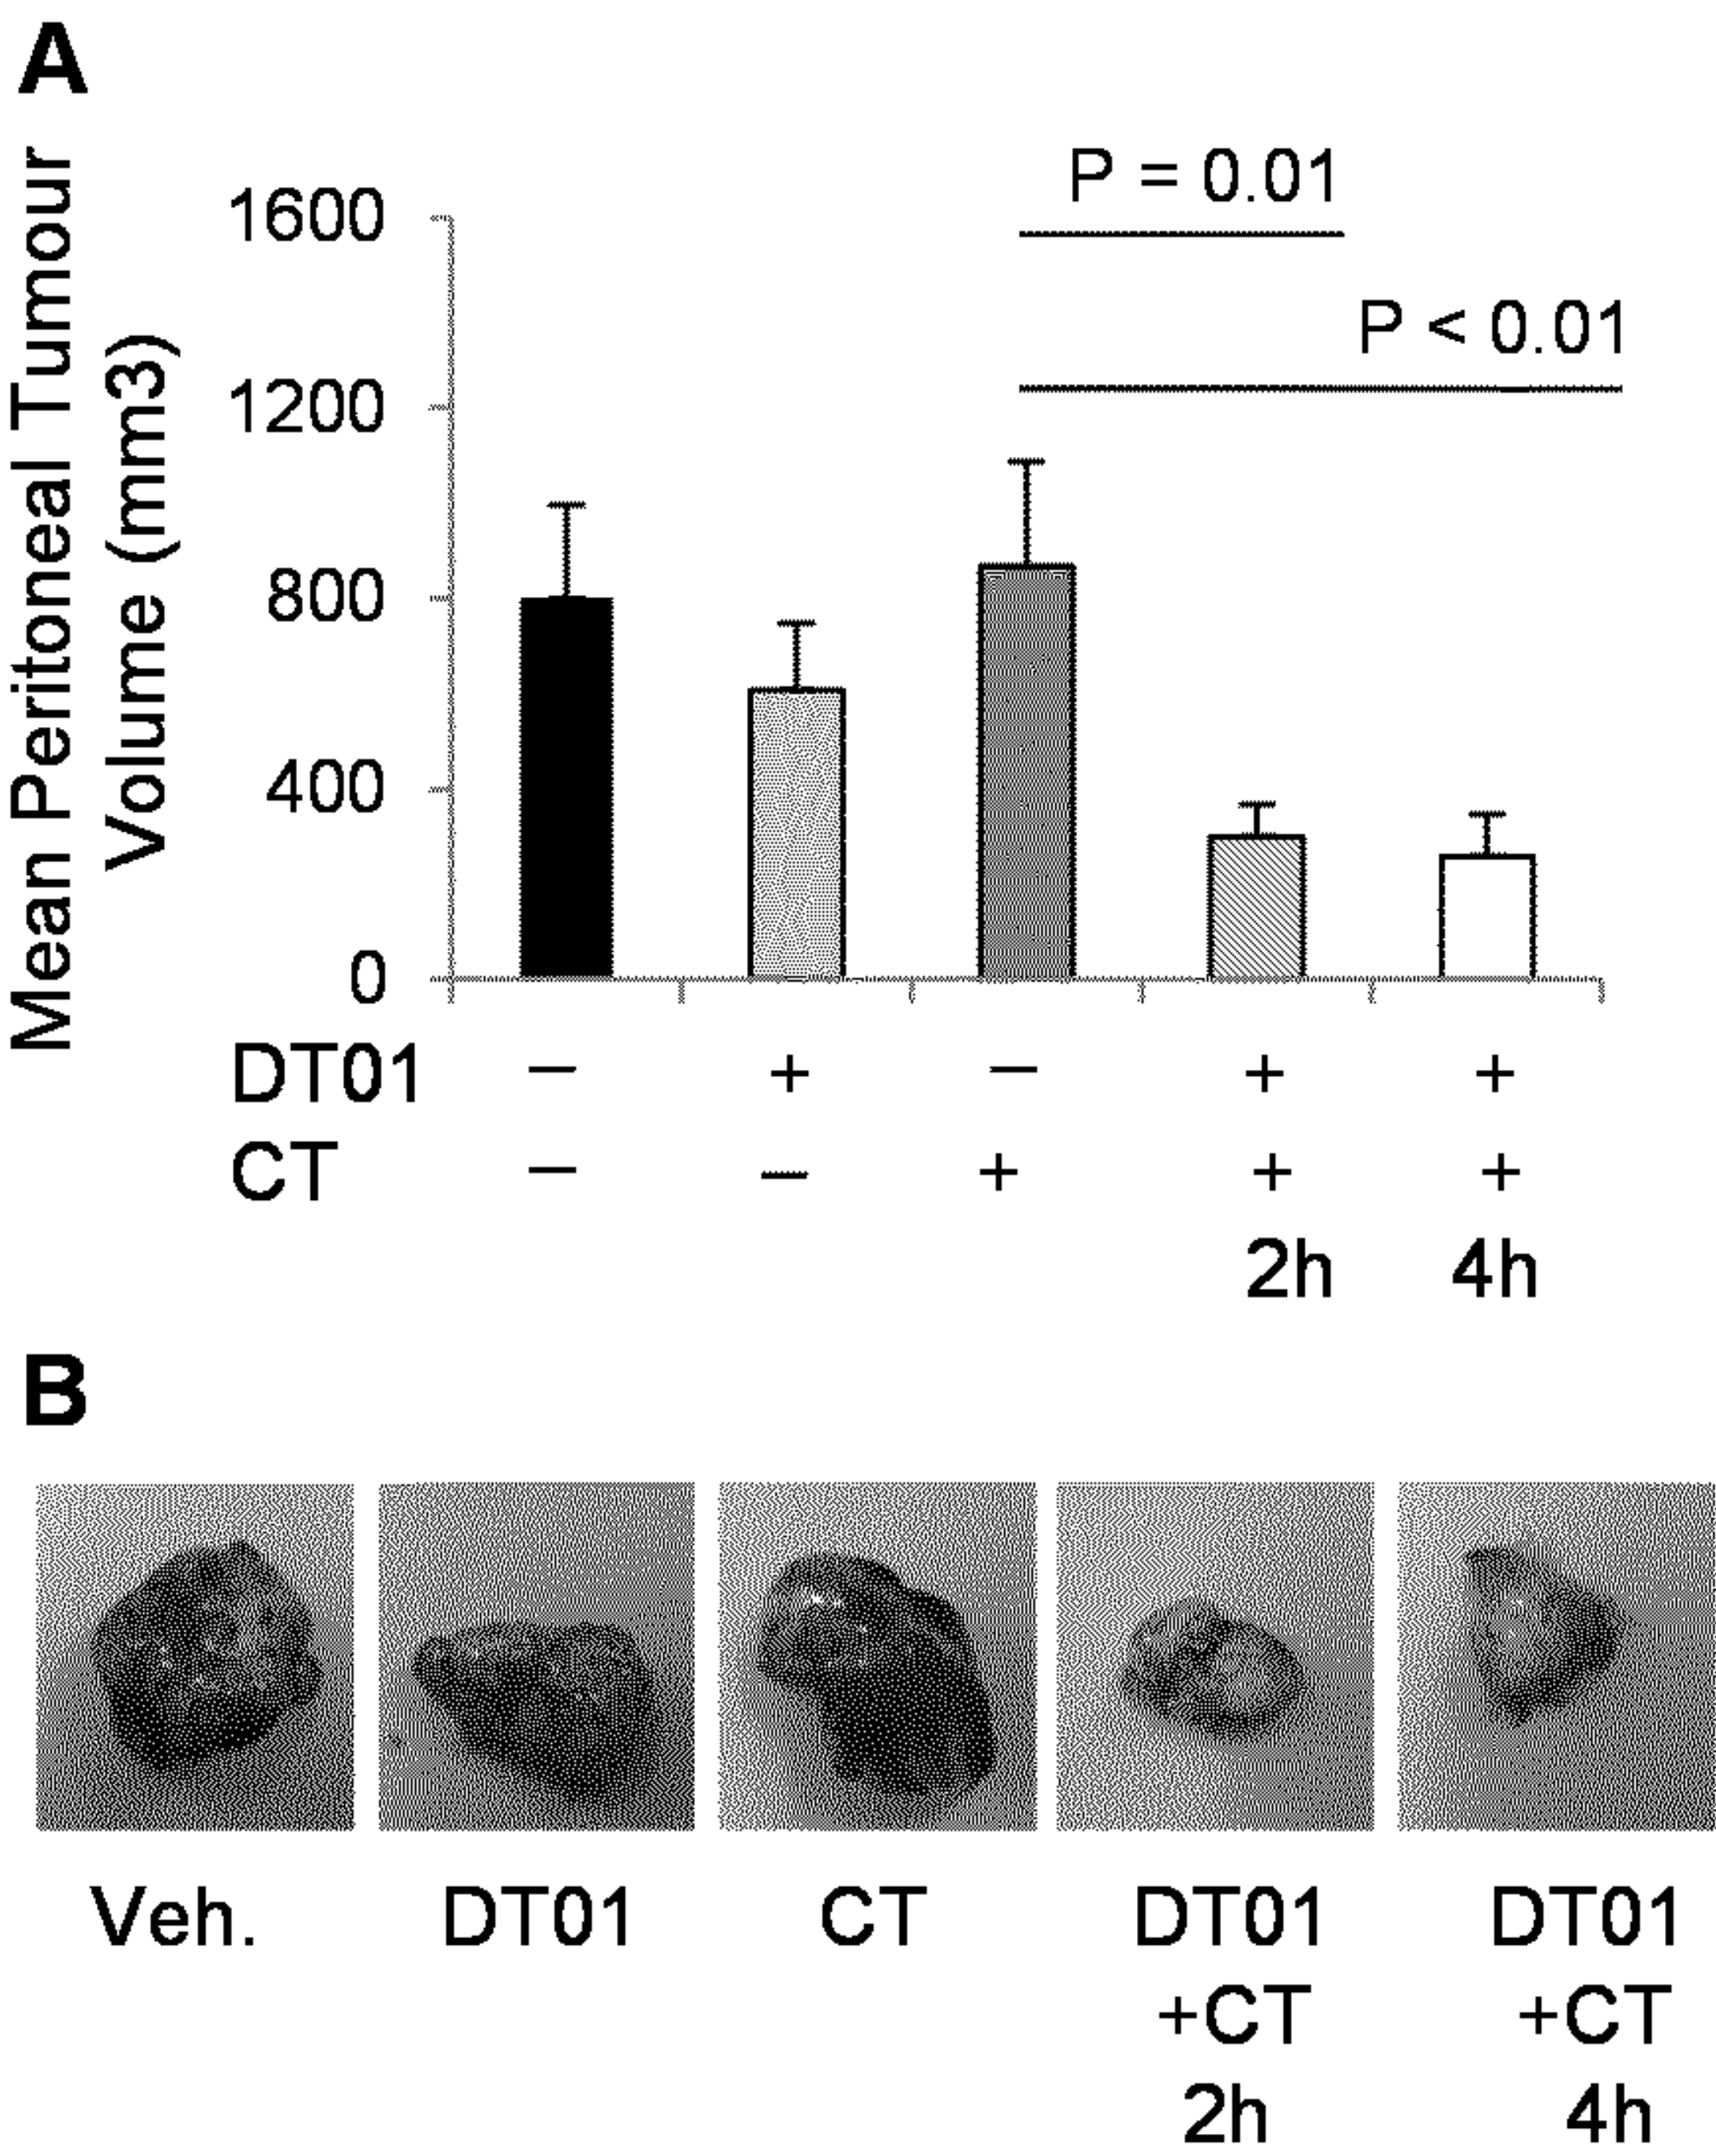 A
Mean Peritoneal Tumour
Volume (mm3)
P = 0.01
P < 0.01
1600
1200
800
400
0
DT01 – + – + +
CT – – + + +
2h 4h
B
Veh. DT01 CT DT01 DT01
+CT +CT
2h 4h